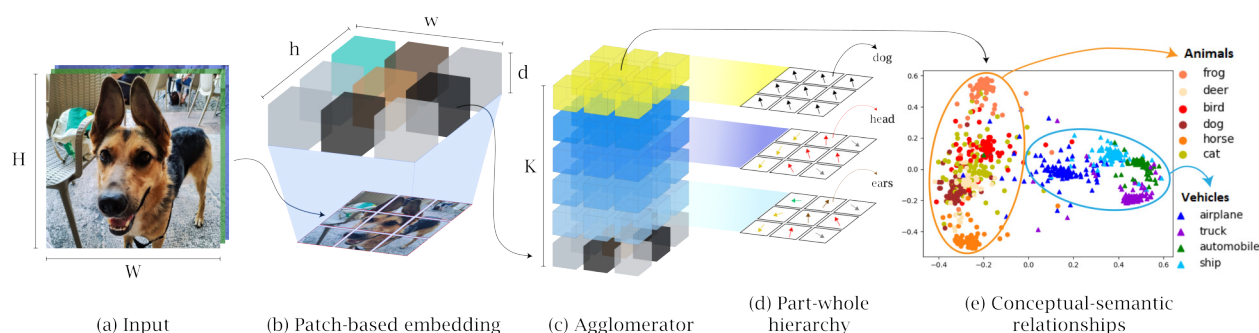 H
W
(a) Input
h
w
d
(b) Patch-based embedding
K
(c) Agglomerator
dog
head
ears
(d) Part-whole
hierarchy
0.6
0.4
0.2
0.0
−0.2
−0.4
−0.4
−0.2
0.0
0.2
0.4
0.6
Animals
frog
deer
bird
dog
horse
cat
Vehicles
airplane
truck
automobile
ship
(e) Conceptual-semantic
relationships